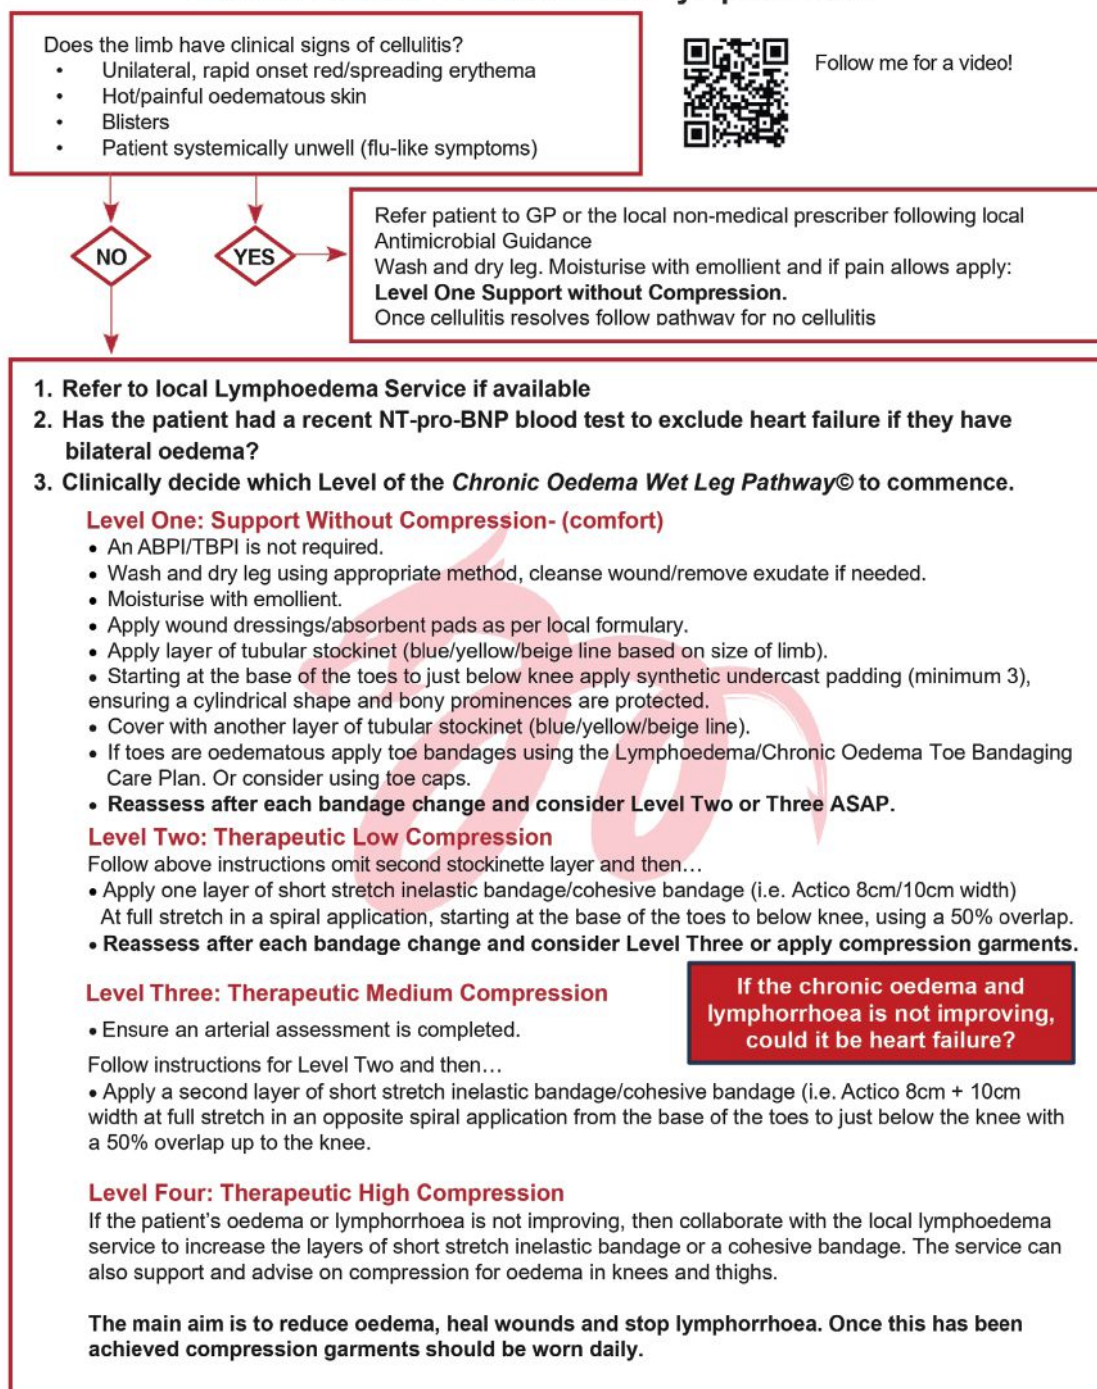 Does the limb have clinical signs of cellulitis?
• Unilateral, rapid onset red/spreading erythema
• Hot/painful oedematous skin
• Blisters
• Patient systemically unwell (flu-like symptoms)
Follow me for a video!
NO
YES
Refer patient to GP or the local non-medical prescriber following local
Antimicrobial Guidance
Wash and dry leg. Moisturise with emollient and if pain allows apply:
Level One Support without Compression.
Once cellulitis resolves follow pathway for no cellulitis
1. Refer to local Lymphoedema Service if available
2. Has the patient had a recent NT-pro-BNP blood test to exclude heart failure if they have
bilateral oedema?
3. Clinically decide which Level of the Chronic Oedema Wet Leg Pathway© to commence.
Level One: Support Without Compression- (comfort)
• An ABPI/TBPI is not required.
• Wash and dry leg using appropriate method, cleanse wound/remove exudate if needed.
• Moisturise with emollient.
• Apply wound dressings/absorbent pads as per local formulary.
• Apply layer of tubular stockinet (blue/yellow/beige line based on size of limb).
• Starting at the base of the toes to just below knee apply synthetic undercast padding (minimum 3),
ensuring a cylindrical shape and bony prominences are protected.
• Cover with another layer of tubular stockinet (blue/yellow/beige line).
• If toes are oedematous apply toe bandages using the Lymphoedema/Chronic Oedema Toe Bandaging
Care Plan. Or consider using toe caps.
• Reassess after each bandage change and consider Level Two or Three ASAP.
Level Two: Therapeutic Low Compression
Follow above instructions omit second stockinette layer and then…
• Apply one layer of short stretch inelastic bandage/cohesive bandage (i.e. Actico 8cm/10cm width)
At full stretch in a spiral application, starting at the base of the toes to below knee, using a 50% overlap.
• Reassess after each bandage change and consider Level Three or apply compression garments.
Level Three: Therapeutic Medium Compression
• Ensure an arterial assessment is completed.
If the chronic oedema and
lymphorrhoea is not improving,
could it be heart failure?
Follow instructions for Level Two and then…
• Apply a second layer of short stretch inelastic bandage/cohesive bandage (i.e. Actico 8cm + 10cm
width at full stretch in an opposite spiral application from the base of the toes to just below the knee with
a 50% overlap up to the knee.
Level Four: Therapeutic High Compression
If the patient's oedema or lymphorrhoea is not improving, then collaborate with the local lymphoedema
service to increase the layers of short stretch inelastic bandage or a cohesive bandage. The service can
also support and advise on compression for oedema in knees and thighs.
The main aim is to reduce oedema, heal wounds and stop lymphorrhoea. Once this has been
achieved compression garments should be worn daily.